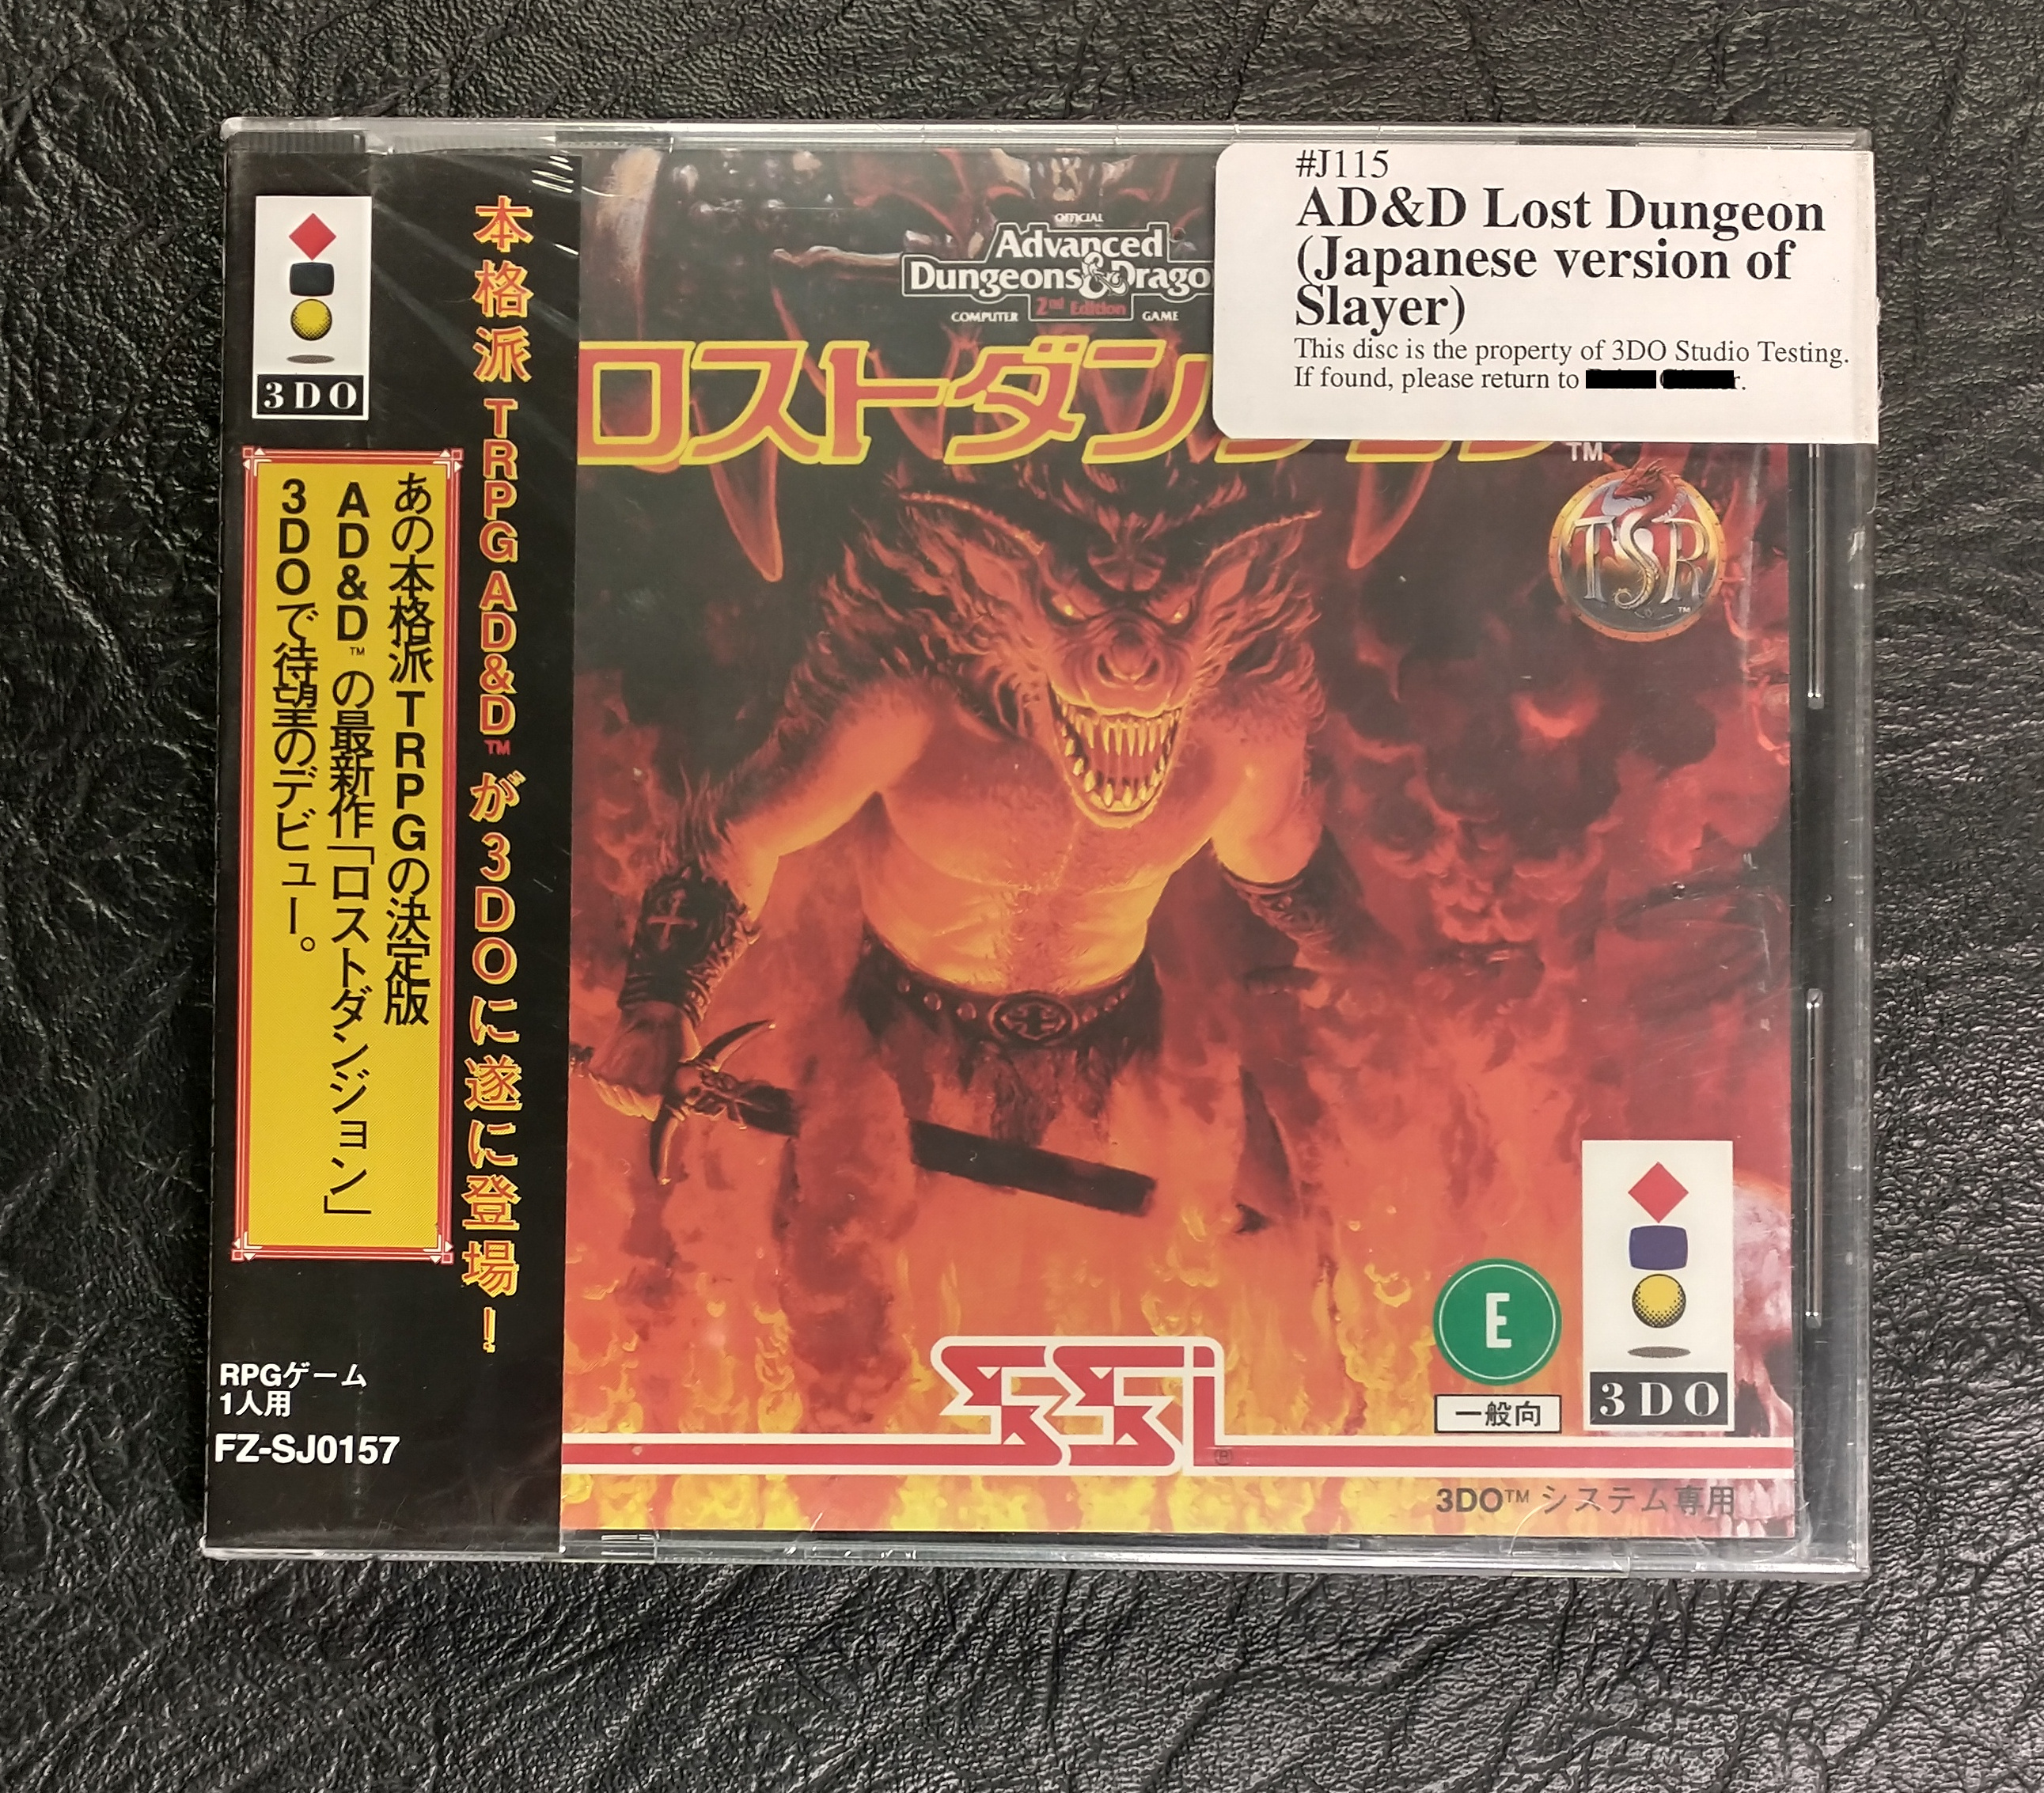 3DO
本格派TRPG AD&D™が3DOに遂に登場!
あの本格派TRPGの決定版
AD&D™の最新作「ロストダンジョン」
3DOで待望のデビュー。
RPGゲーム
1人用
FZ-SJ0157
OFFICIAL
Advanced
Dungeons & Drago
2nd Edition
COMPUTER GAME
ロストダン
TM
#J115
AD&D Lost Dungeon
(Japanese version of
Slayer)
This disc is the property of 3DO Studio Testing.
If found, please return to
TSR
TM
E
一般向
3DO
SSi
®
3DO™ システム専用